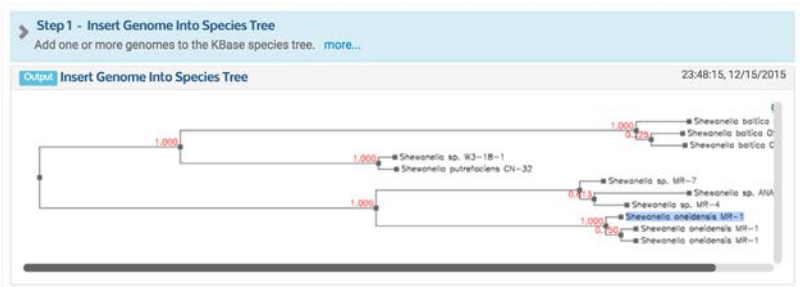 Step 1 - Insert Genome Into Species Tree
Add one or more genomes to the KBase species tree. more...
Output Insert Genome Into Species Tree 23:48:15, 12/15/2015
Shewanella baltica
1.000
Shewanella baltica
Shewanella baltica
1.000
1.000 Shewanella sp. W3-18-1
Shewanella putrefaciens CN-32
Shewanella sp. MR-7
Shewanella sp. ANA
1.000 Shewanella sp. MR-4
1.000 Shewanella oneidensis MR-1
Shewanella oneidensis MR-1
Shewanella oneidensis MR-1